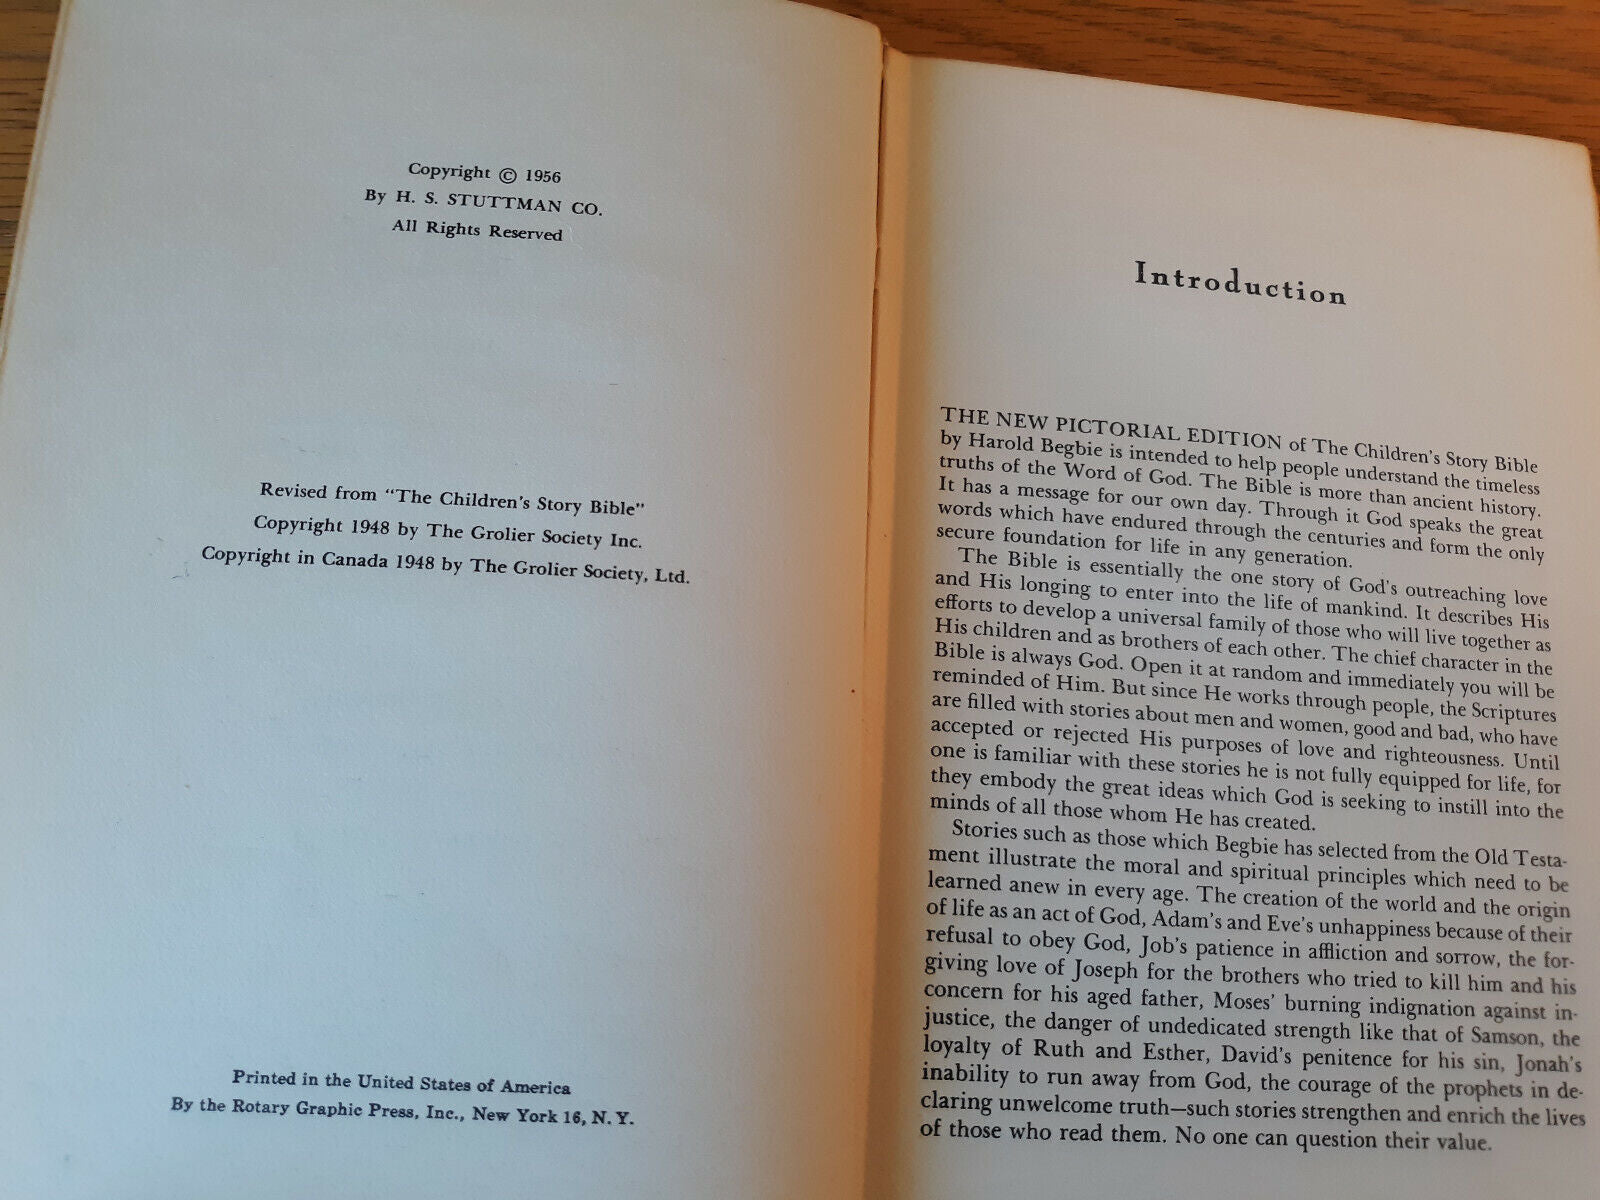 Copyright © 1956
By H. S. STUTTMAN CO.
All Rights Reserved
Revised from "The Children's Story Bible"
Copyright 1948 by The Grolier Society Inc.
Copyright in Canada 1948 by The Grolier Society, Ltd.
Printed in the United States of America
By the Rotary Graphic Press, Inc., New York 16, N. Y.
Introduction
THE NEW PICTORIAL EDITION of The Children's Story Bible
by Harold Begbie is intended to help people understand the timeless
truths of the Word of God. The Bible is more than ancient history.
It has a message for our own day. Through it God speaks the great
words which have endured through the centuries and form the only
secure foundation for life in any generation.
The Bible is essentially the one story of God's outreaching love
and His longing to enter into the life of mankind. It describes His
efforts to develop a universal family of those who will live together as
His children and as brothers of each other. The chief character in the
Bible is always God. Open it at random and immediately you will be
reminded of Him. But since He works through people, the Scriptures
are filled with stories about men and women, good and bad, who have
accepted or rejected His purposes of love and righteousness. Until
one is familiar with these stories he is not fully equipped for life, for
they embody the great ideas which God is seeking to instill into the
minds of all those whom He has created.
Stories such as those which Begbie has selected from the Old Testa-
ment illustrate the moral and spiritual principles which need to be
learned anew in every age. The creation of the world and the origin
of life as an act of God, Adam's and Eve's unhappiness because of their
refusal to obey God, Job's patience in affliction and sorrow, the for-
giving love of Joseph for the brothers who tried to kill him and his
concern for his aged father, Moses' burning indignation against in-
justice, the danger of undedicated strength like that of Samson, the
loyalty of Ruth and Esther, David's penitence for his sin, Jonah's
inability to run away from God, the courage of the prophets in de-
claring unwelcome truth—such stories strengthen and enrich the lives
of those who read them. No one can question their value.